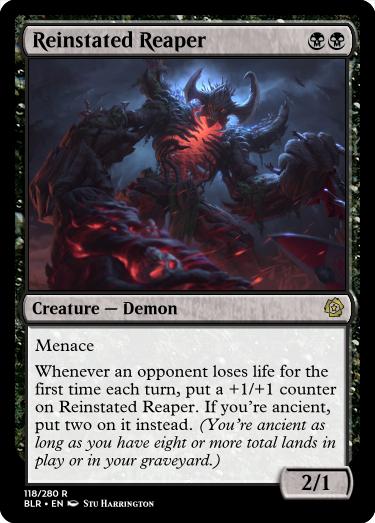 Reinstated Reaper
Creature — Demon
Menace
Whenever an opponent loses life for the
first time each turn, put a +1/+1 counter
on Reinstated Reaper. If you're ancient,
put two on it instead. (You're ancient as
long as you have eight or more total lands in
play or in your graveyard.)
2/1
118/280 R
BLR • EN Stu Harrington